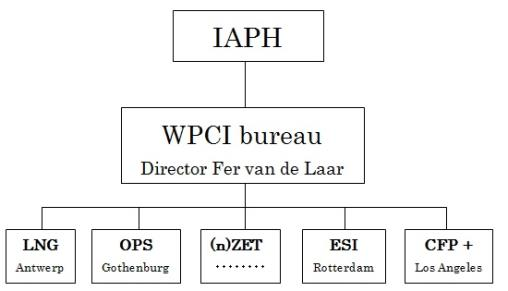 IAPH
WPCI bureau
Director Fer van de Laar
LNG
Antwerp
OPS
Gothenburg
(n)ZET
........
ESI
Rotterdam
CFP +
Los Angeles